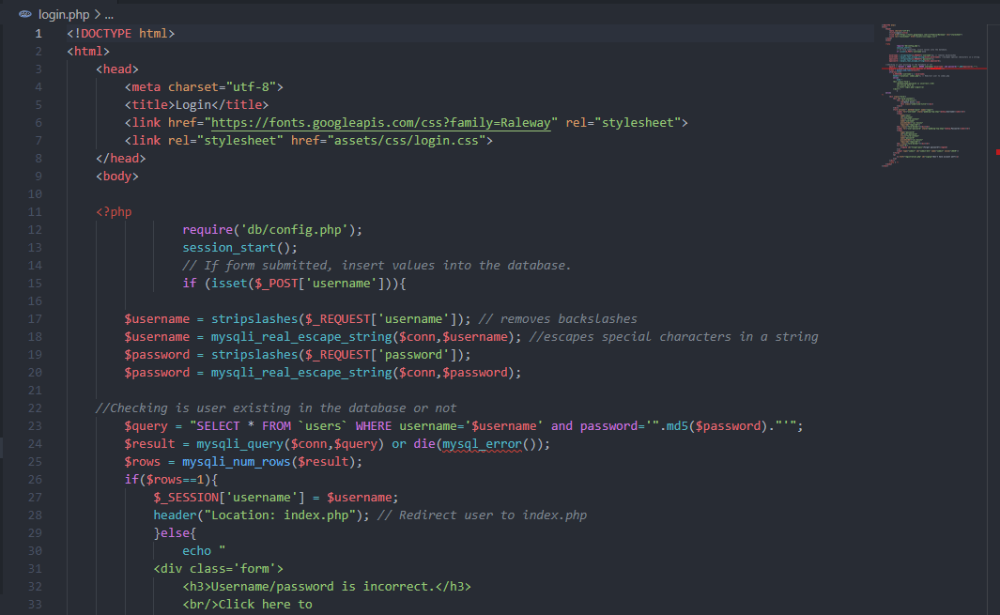 login.php > ...
1 <!DOCTYPE html>
2 <html>
3 <head>
4 <meta charset="utf-8">
5 <title>Login</title>
6 <link href="https://fonts.googleapis.com/css?family=Raleway" rel="stylesheet">
7 <link rel="stylesheet" href="assets/css/login.css">
8 </head>
9 <body>
10
11 <?php
12 require('db/config.php');
13 session_start();
14 // If form submitted, insert values into the database.
15 if (isset($_POST['username'])){
16
17 $username = stripslashes($_REQUEST['username']); // removes backslashes
18 $username = mysqli_real_escape_string($conn,$username); //escapes special characters in a string
19 $password = stripslashes($_REQUEST['password']);
20 $password = mysqli_real_escape_string($conn,$password);
21
22 //Checking is user existing in the database or not
23 $query = "SELECT * FROM `users` WHERE username='$username' and password='".md5($password)."'";
24 $result = mysqli_query($conn,$query) or die(mysql_error());
25 $rows = mysqli_num_rows($result);
26 if($rows==1){
27 $_SESSION['username'] = $username;
28 header("Location: index.php"); // Redirect user to index.php
29 }else{
30 echo "
31 <div class='form'>
32 <h3>Username/password is incorrect.</h3>
33 <br/>Click here to